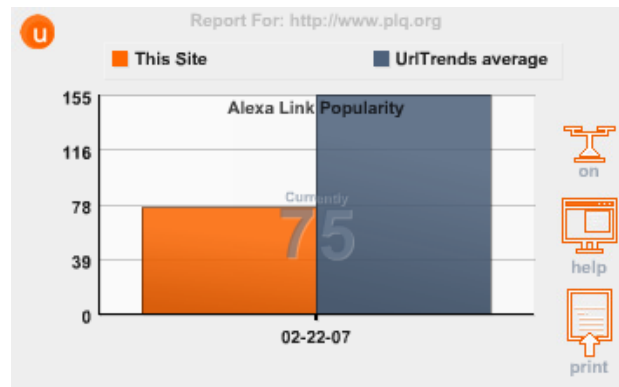 u
Report For: http://www.plq.org
This Site
UrlTrends average
Alexa Link Popularity
155
116
78
39
0
Currently
75
02-22-07
on
help
print